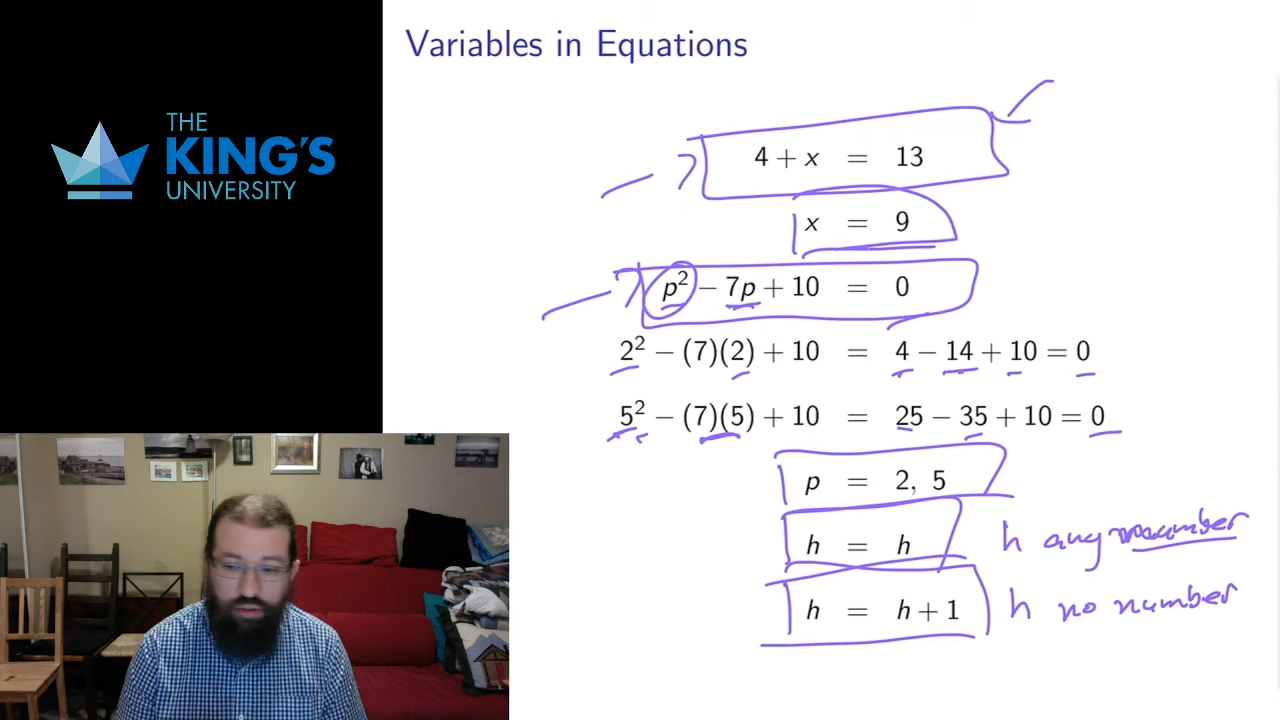 THE
KING'S
UNIVERSITY
Variables in Equations
4 + x = 13
x = 9
p² − 7p + 10 = 0
2² − (7)(2) + 10 = 4 − 14 + 10 = 0
5² − (7)(5) + 10 = 25 − 35 + 10 = 0
p = 2, 5
h = h h any number
h = h + 1 h no number